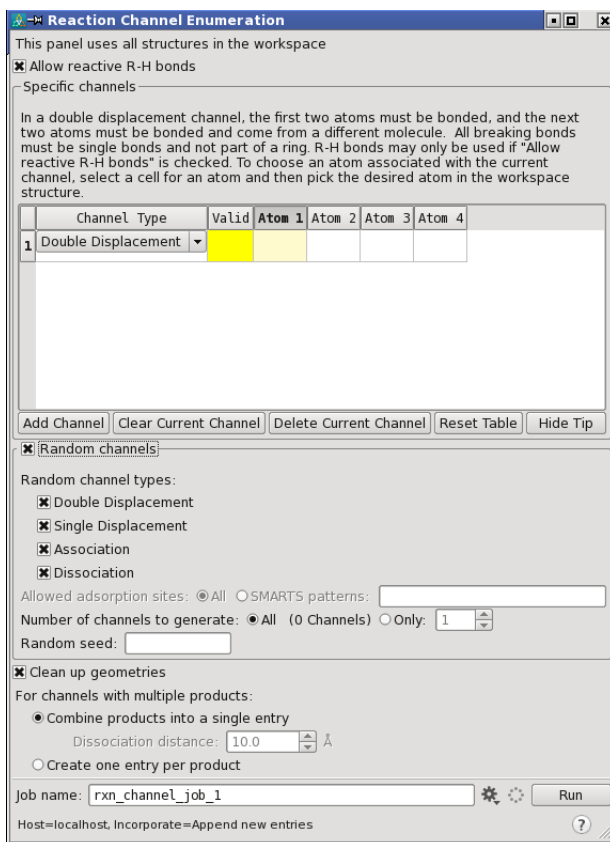 Reaction Channel Enumeration
This panel uses all structures in the workspace
Allow reactive R-H bonds
Specific channels
In a double displacement channel, the first two atoms must be bonded, and the next
two atoms must be bonded and come from a different molecule. All breaking bonds
must be single bonds and not part of a ring. R-H bonds may only be used if "Allow
reactive R-H bonds" is checked. To choose an atom associated with the current
channel, select a cell for an atom and then pick the desired atom in the workspace
structure.
Channel Type Valid Atom 1 Atom 2 Atom 3 Atom 4
1 Double Displacement
Add Channel Clear Current Channel Delete Current Channel Reset Table Hide Tip
Random channels
Random channel types:
Double Displacement
Single Displacement
Association
Dissociation
Allowed adsorption sites: All SMARTS patterns:
Number of channels to generate: All (0 Channels) Only: 1
Random seed:
Clean up geometries
For channels with multiple products:
Combine products into a single entry
Dissociation distance: 10.0 Å
Create one entry per product
Job name: rxn_channel_job_1 Run
Host=localhost, Incorporate=Append new entries ?